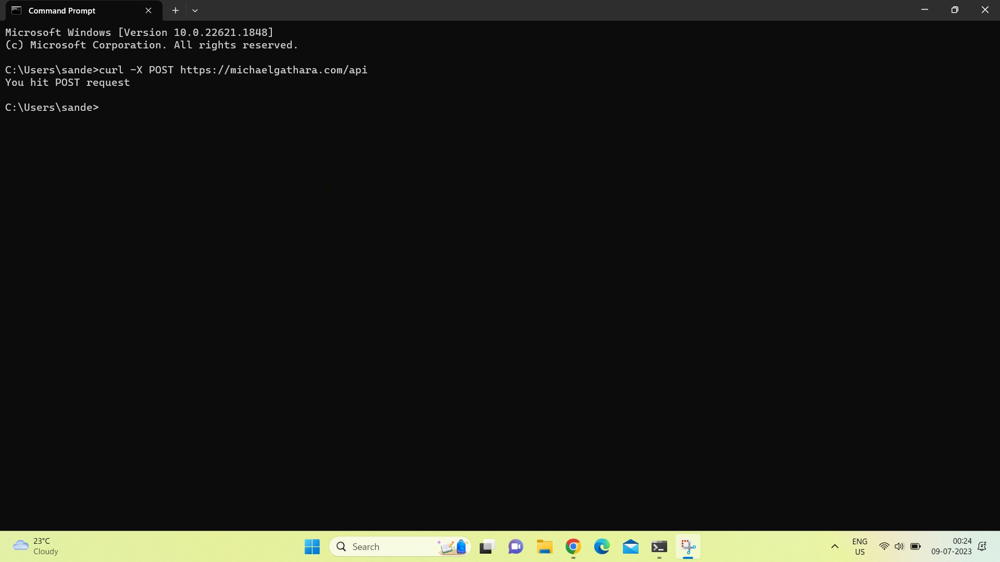 Command Prompt
Microsoft Windows [Version 10.0.22621.1848]
(c) Microsoft Corporation. All rights reserved.
C:\Users\sande>curl -X POST https://michaelgathara.com/api
You hit POST request
C:\Users\sande>
23°C
Cloudy
Search
ENG
US
00:24
09-07-2023